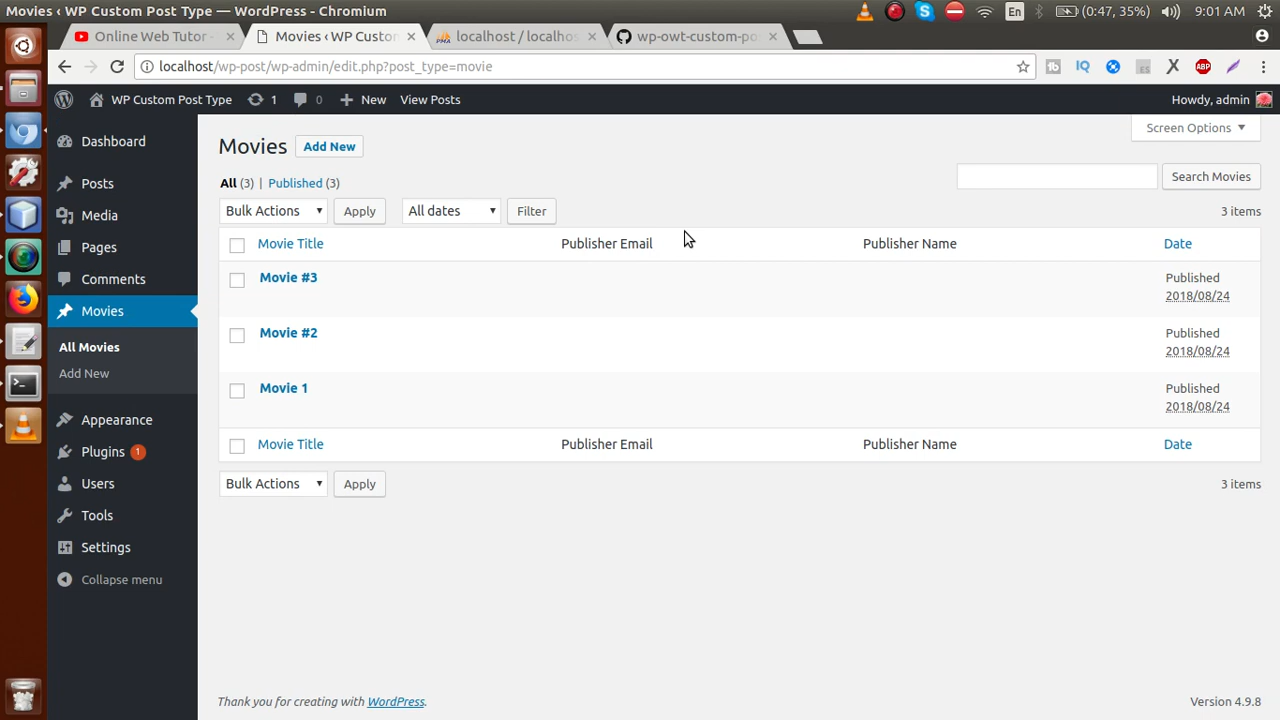 Movies ‹ WP Custom Post Type — WordPress - Chromium
En
(0:47, 35%)
9:01 AM
Online Web Tutor -
Movies ‹ WP Custom
localhost / localhos
wp-owt-custom-po
localhost/wp-post/wp-admin/edit.php?post_type=movie
fb
IQ
ABP
WP Custom Post Type
1
0
New
View Posts
Howdy, admin
Dashboard
Posts
Media
Pages
Comments
Movies
All Movies
Add New
Appearance
Plugins 1
Users
Tools
Settings
Collapse menu
Screen Options
Movies
Add New
All (3) | Published (3)
Search Movies
Bulk Actions
Apply
All dates
Filter
3 items
Movie Title Publisher Email Publisher Name Date
Movie #3 Published
2018/08/24
Movie #2 Published
2018/08/24
Movie 1 Published
2018/08/24
Movie Title Publisher Email Publisher Name Date
Bulk Actions
Apply
3 items
Thank you for creating with WordPress.
Version 4.9.8